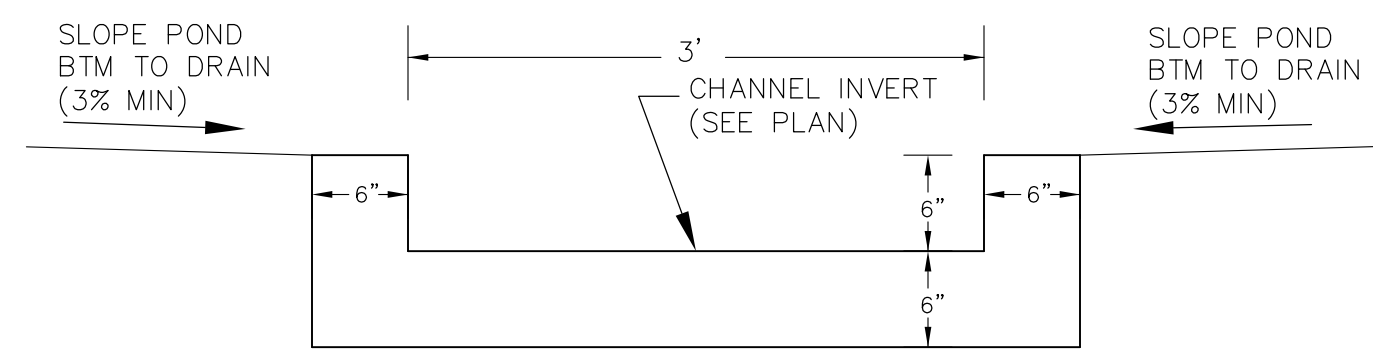 SLOPE POND
BTM TO DRAIN
(3% MIN)
3'
CHANNEL INVERT
(SEE PLAN)
SLOPE POND
BTM TO DRAIN
(3% MIN)
6"
6"
6"
6"